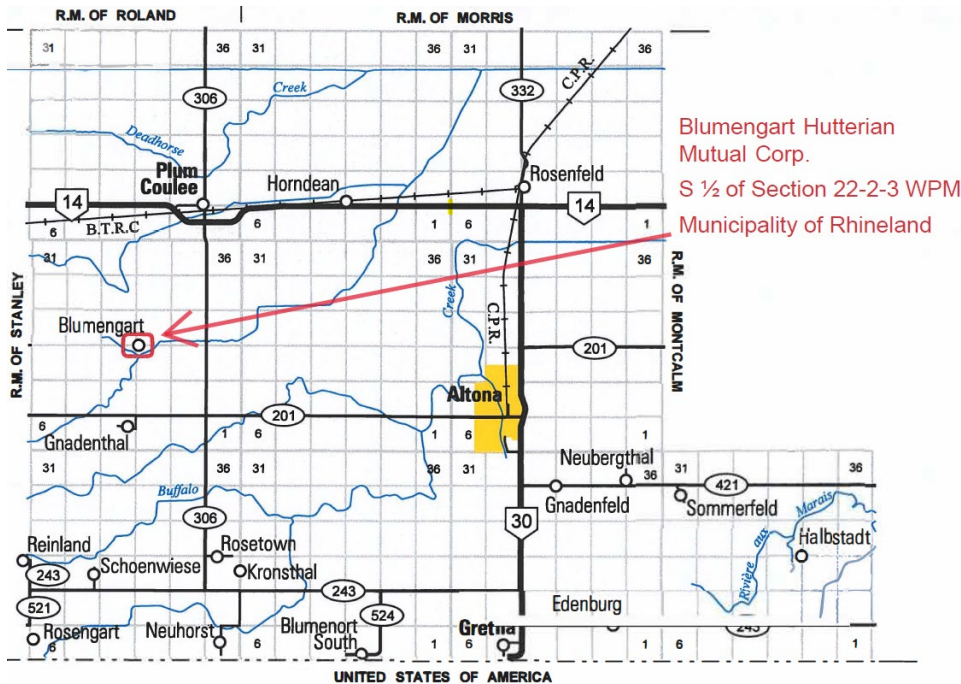 R.M. OF ROLAND
R.M. OF MORRIS
31 36 31 36 31 36
306
Creek
332
C.P.R.
Deadhorse
Plum
Coulee
Horndean
Rosenfeld
Blumengart Hutterian
Mutual Corp.
S ½ of Section 22-2-3 WPM
Municipality of Rhineland
14
14
B.T.R.C
6 6 1 6 1
31 36 31 36 31 36
R.M. OF STANLEY
R.M. OF MONTCALM
Creek
C.P.R.
Blumengart
201
Altona
201
6 1 6 1 6 1
Gnadenthal
Neubergthal
31 36 31 36 31 36 31 36
421
Buffalo
Gnadenfeld
Sommerfeld
Marais
306
30
aux
Halbstadt
Rivière
Reinland
Rosetown
243
Schoenwiese
Kronsthal
243
521
524
Edenburg
Rosengart
Neuhorst
Blumenort
South
Gretna
6 6 1 6 1 6 1
UNITED STATES OF AMERICA